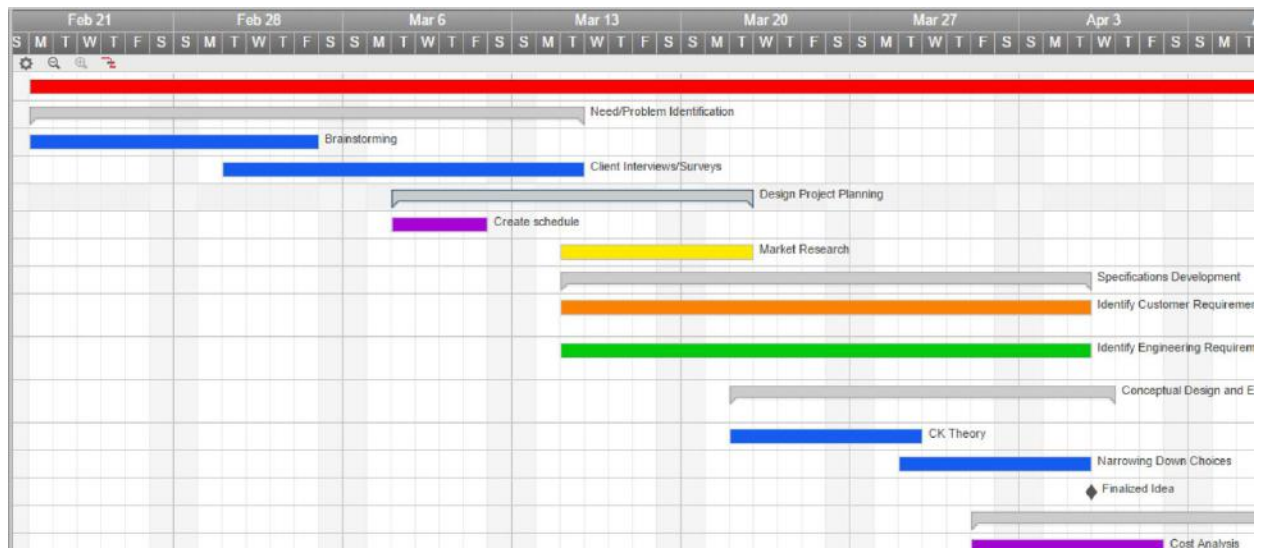 Feb 21 Feb 28 Mar 6 Mar 13 Mar 20 Mar 27 Apr 3
S M T W T F S S M T W T F S S M T W T F S S M T W T F S S M T W T F S S M T W T F S S M T W T F S S M T
Need/Problem Identification
Brainstorming
Client Interviews/Surveys
Design Project Planning
Create schedule
Market Research
Specifications Development
Identify Customer Requiremen
Identify Engineering Requirem
Conceptual Design and E
CK Theory
Narrowing Down Choices
Finalized Idea
Cost Analysis